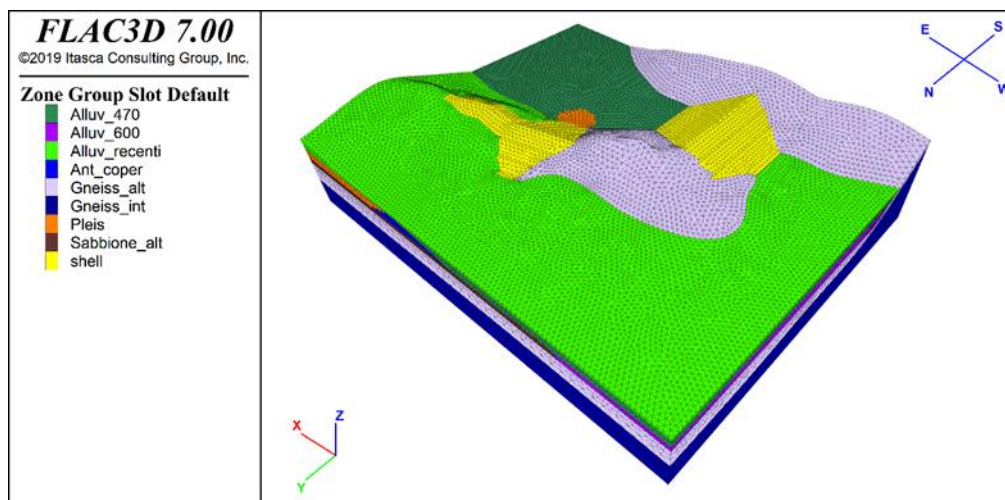 FLAC3D 7.00
©2019 Itasca Consulting Group, Inc.
Zone Group Slot Default
Alluv_470
Alluv_600
Alluv_recenti
Ant_coper
Gneiss_alt
Gneiss_int
Pleis
Sabbione_alt
shell
E S
N W
Z
X
Y